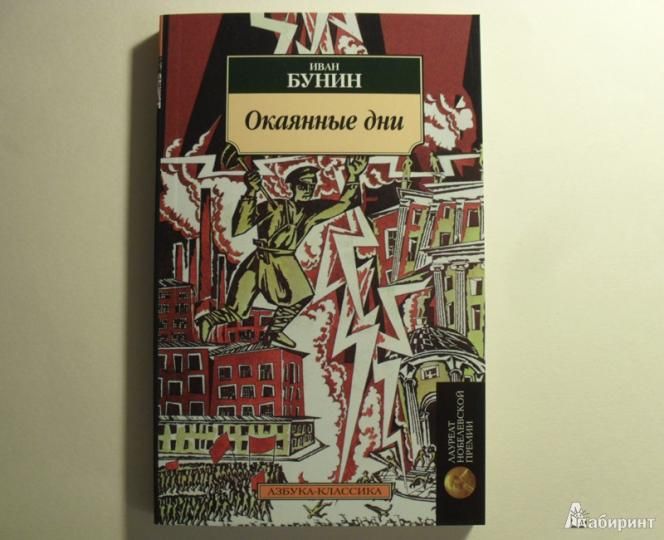 ИВАН
БУНИН
Окаянные дни
ЛАУРЕАТ
НОБЕЛЕВСКОЙ
ПРЕМИИ
АЗБУКА-КЛАССИКА
Лабиринт